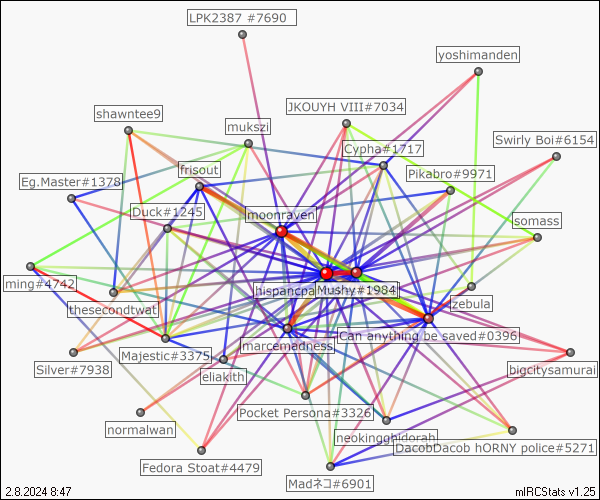 LPK2387 #7690
yoshimanden
JKOUYH VIII#7034
shawntee9
mukszi
Swirly Boi#6154
Cypha#1717
frisout
Pikabro#9971
Eg.Master#1378
Duck#1245
moonraven
somass
ming#4742
hispancpa
Mushy#1984
thesecondtwat
zebula
marcemadness
Can anything be saved#0396
Majestic#3375
Silver#7938
eliakith
bigcitysamurai
Pocket Persona#3326
normalwan
neokingghidorah
DacobDacob hORNY police#5271
Fedora Stoat#4479
Madネコ#6901
2.8.2024 8:47
mIRCStats v1.25